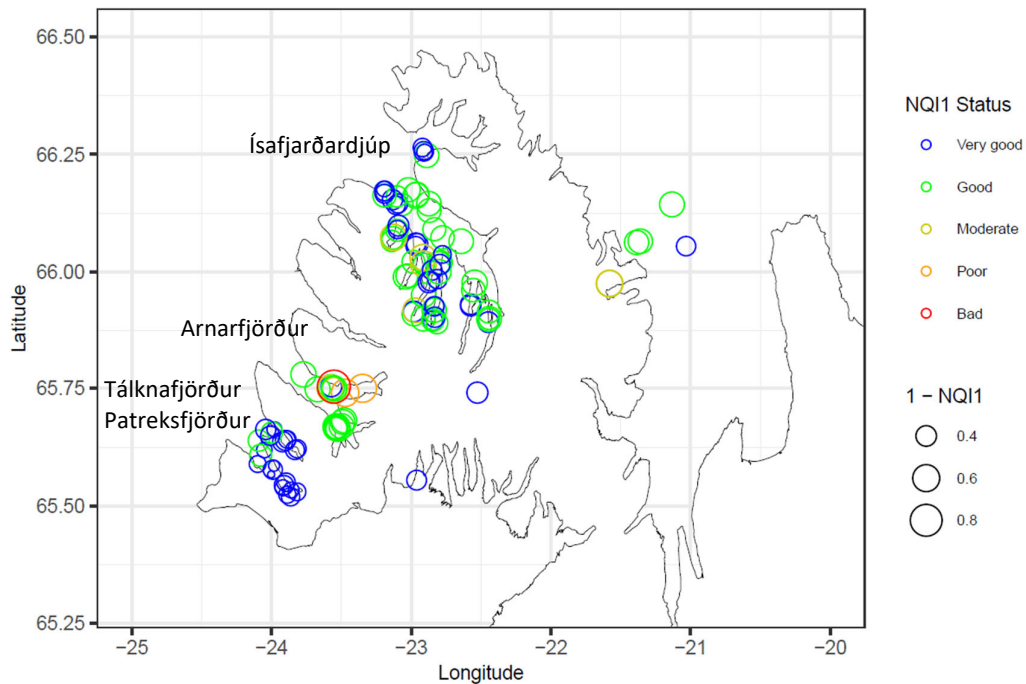 66.50
66.25
66.00
65.75
65.50
65.25
Latitude
Ísafjarðardjúp
Arnarfjörður
Tálknafjörður
Patreksfjörður
−25
−24
−23
−22
−21
−20
Longitude
NQI1 Status
Very good
Good
Moderate
Poor
Bad
1 − NQI1
0.4
0.6
0.8